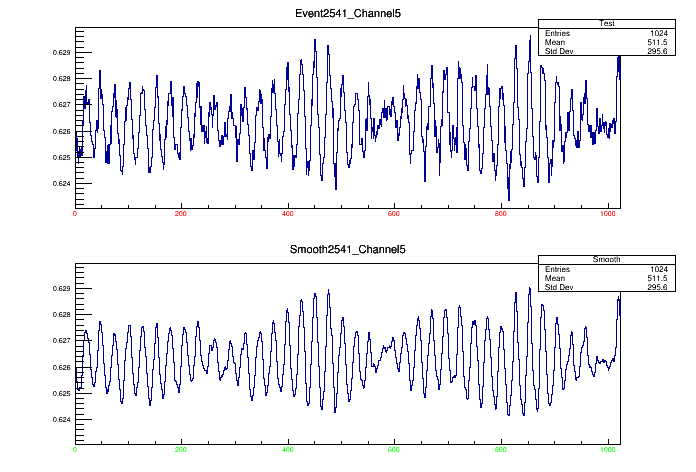 Event2541_Channel5
Test
Entries 1024
Mean 511.5
Std Dev 295.6
0.629
0.628
0.627
0.626
0.625
0.624
0 200 400 600 800 1000
Smooth2541_Channel5
Smooth
Entries 1024
Mean 511.5
Std Dev 295.6
0.629
0.628
0.627
0.626
0.625
0.624
0 200 400 600 800 1000